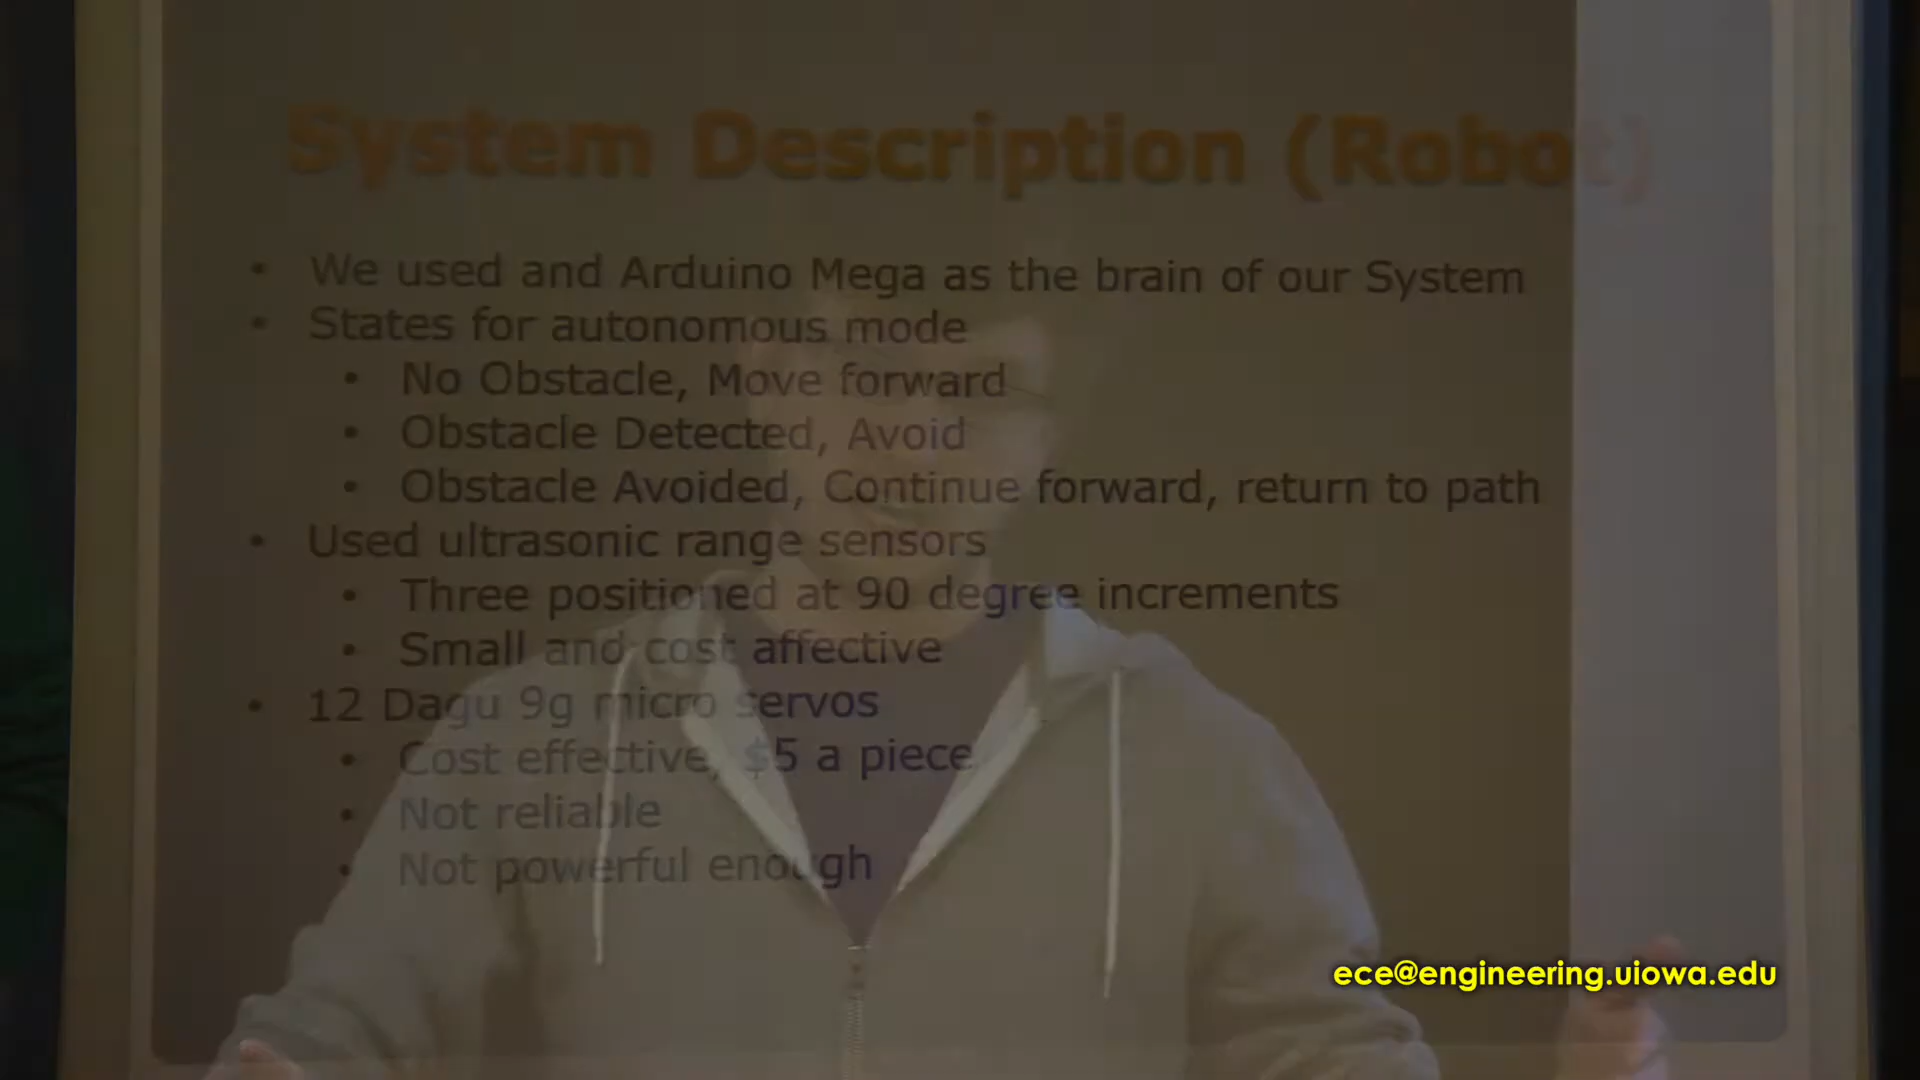 System Description (Robot)
• We used and Arduino Mega as the brain of our System
• States for autonomous mode
• No Obstacle, Move forward
• Obstacle Detected, Avoid
• Obstacle Avoided, Continue forward, return to path
• Used ultrasonic range sensors
• Three positioned at 90 degree increments
• Small and cost affective
• 12 Dagu 9g micro servos
• Cost effective, $5 a piece
• Not reliable
• Not powerful enough
ece@engineering.uiowa.edu